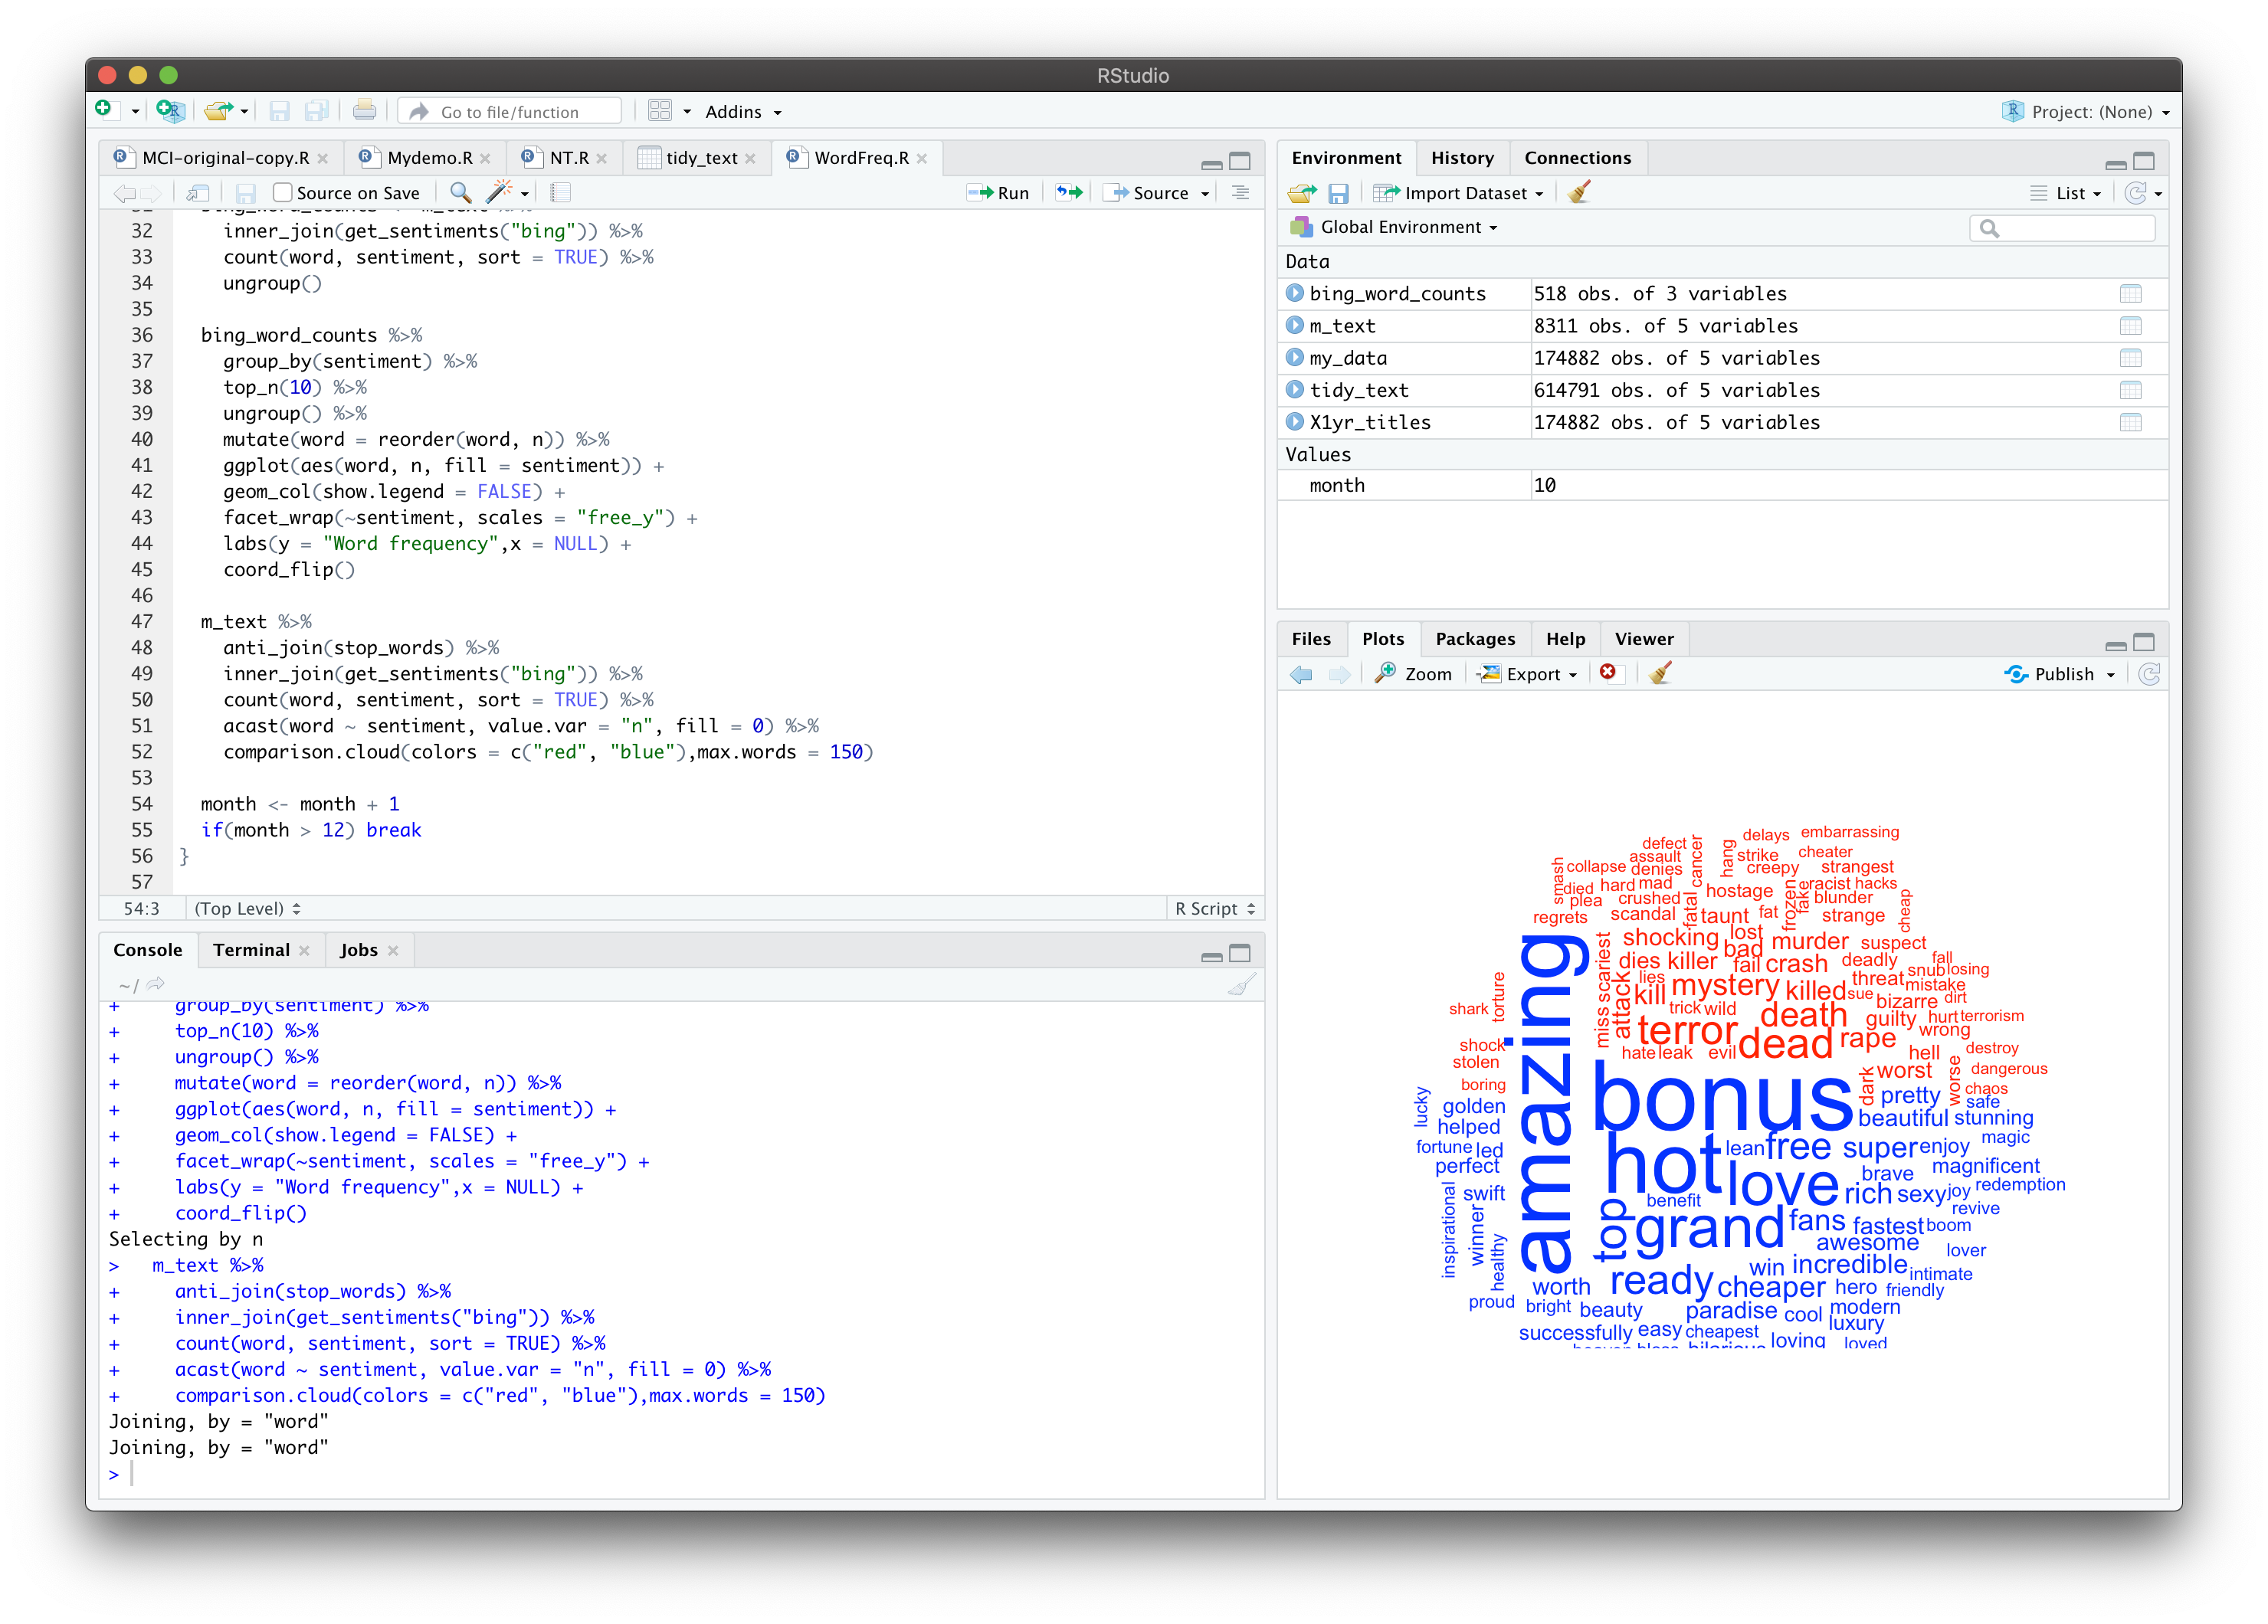 RStudio
Go to file/function
Addins
Project: (None)
MCI-original-copy.R
Mydemo.R
NT.R
tidy_text
WordFreq.R
Source on Save
Run
Source
32 inner_join(get_sentiments("bing")) %>%
33 count(word, sentiment, sort = TRUE) %>%
34 ungroup()
35
36 bing_word_counts %>%
37 group_by(sentiment) %>%
38 top_n(10) %>%
39 ungroup() %>%
40 mutate(word = reorder(word, n)) %>%
41 ggplot(aes(word, n, fill = sentiment)) +
42 geom_col(show.legend = FALSE) +
43 facet_wrap(~sentiment, scales = "free_y") +
44 labs(y = "Word frequency",x = NULL) +
45 coord_flip()
46
47 m_text %>%
48 anti_join(stop_words) %>%
49 inner_join(get_sentiments("bing")) %>%
50 count(word, sentiment, sort = TRUE) %>%
51 acast(word ~ sentiment, value.var = "n", fill = 0) %>%
52 comparison.cloud(colors = c("red", "blue"),max.words = 150)
53
54 month <- month + 1
55 if(month > 12) break
56 }
57
54:3 (Top Level) R Script
Console Terminal Jobs
~/
+ group_by(sentiment) %>%
+ top_n(10) %>%
+ ungroup() %>%
+ mutate(word = reorder(word, n)) %>%
+ ggplot(aes(word, n, fill = sentiment)) +
+ geom_col(show.legend = FALSE) +
+ facet_wrap(~sentiment, scales = "free_y") +
+ labs(y = "Word frequency",x = NULL) +
+ coord_flip()
Selecting by n
> m_text %>%
+ anti_join(stop_words) %>%
+ inner_join(get_sentiments("bing")) %>%
+ count(word, sentiment, sort = TRUE) %>%
+ acast(word ~ sentiment, value.var = "n", fill = 0) %>%
+ comparison.cloud(colors = c("red", "blue"),max.words = 150)
Joining, by = "word"
Joining, by = "word"
>
Environment History Connections
Import Dataset
List
Global Environment
Data
bing_word_counts 518 obs. of 3 variables
m_text 8311 obs. of 5 variables
my_data 174882 obs. of 5 variables
tidy_text 614791 obs. of 5 variables
X1yr_titles 174882 obs. of 5 variables
Values
month 10
Files Plots Packages Help Viewer
Zoom Export Publish
delays embarrassing
defect
cancer
hang
assault strike cheater
smash
collapse denies creepy strangest
died hard mad hostage frozen fake racist hacks
plea crushed fatal blunder
regrets scandal taunt fat strange cheap
shocking lost
bad murder suspect
miss scariest
dies killer fail crash deadly fall
lies threat snub losing
attack
kill mystery killed sue mistake
torture
shark trick wild bizarre dirt
terror death guilty hurt terrorism
wrong
shock dead rape
stolen hate leak evil hell destroy
dark worst worse dangerous
boring chaos
amazing
bonus
pretty safe
lucky
golden beautiful stunning
helped
hot
magic
fortune led lean free super enjoy
perfect love brave magnificent
swift benefit rich sexy joy redemption
inspirational
winner
healthy
top
grand fans fastest boom revive
awesome lover
win incredible intimate
worth ready cheaper hero friendly
proud bright beauty paradise cool modern
luxury
successfully easy cheapest loving loved
hilarious